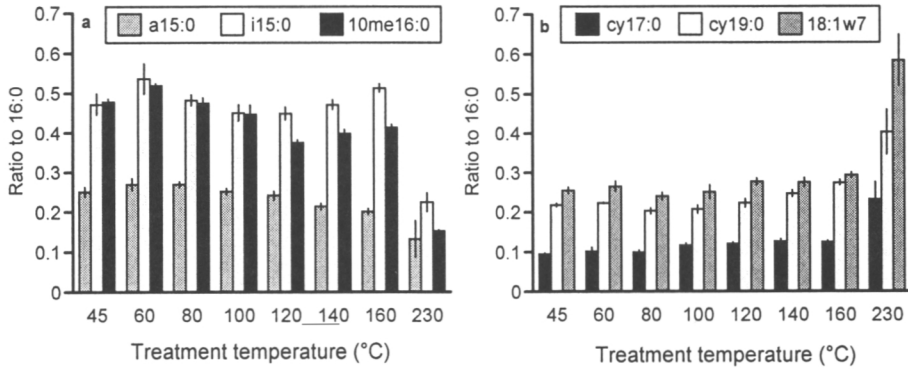 a a15:0 i15:0 10me16:0
0.7
0.6
0.5
0.4
0.3
0.2
0.1
0
Ratio to 16:0
45 60 80 100 120 140 160 230
Treatment temperature (°C)
b cy17:0 cy19:0 18:1w7
0.7
0.6
0.5
0.4
0.3
0.2
0.1
0
Ratio to 16:0
45 60 80 100 120 140 160 230
Treatment temperature (°C)